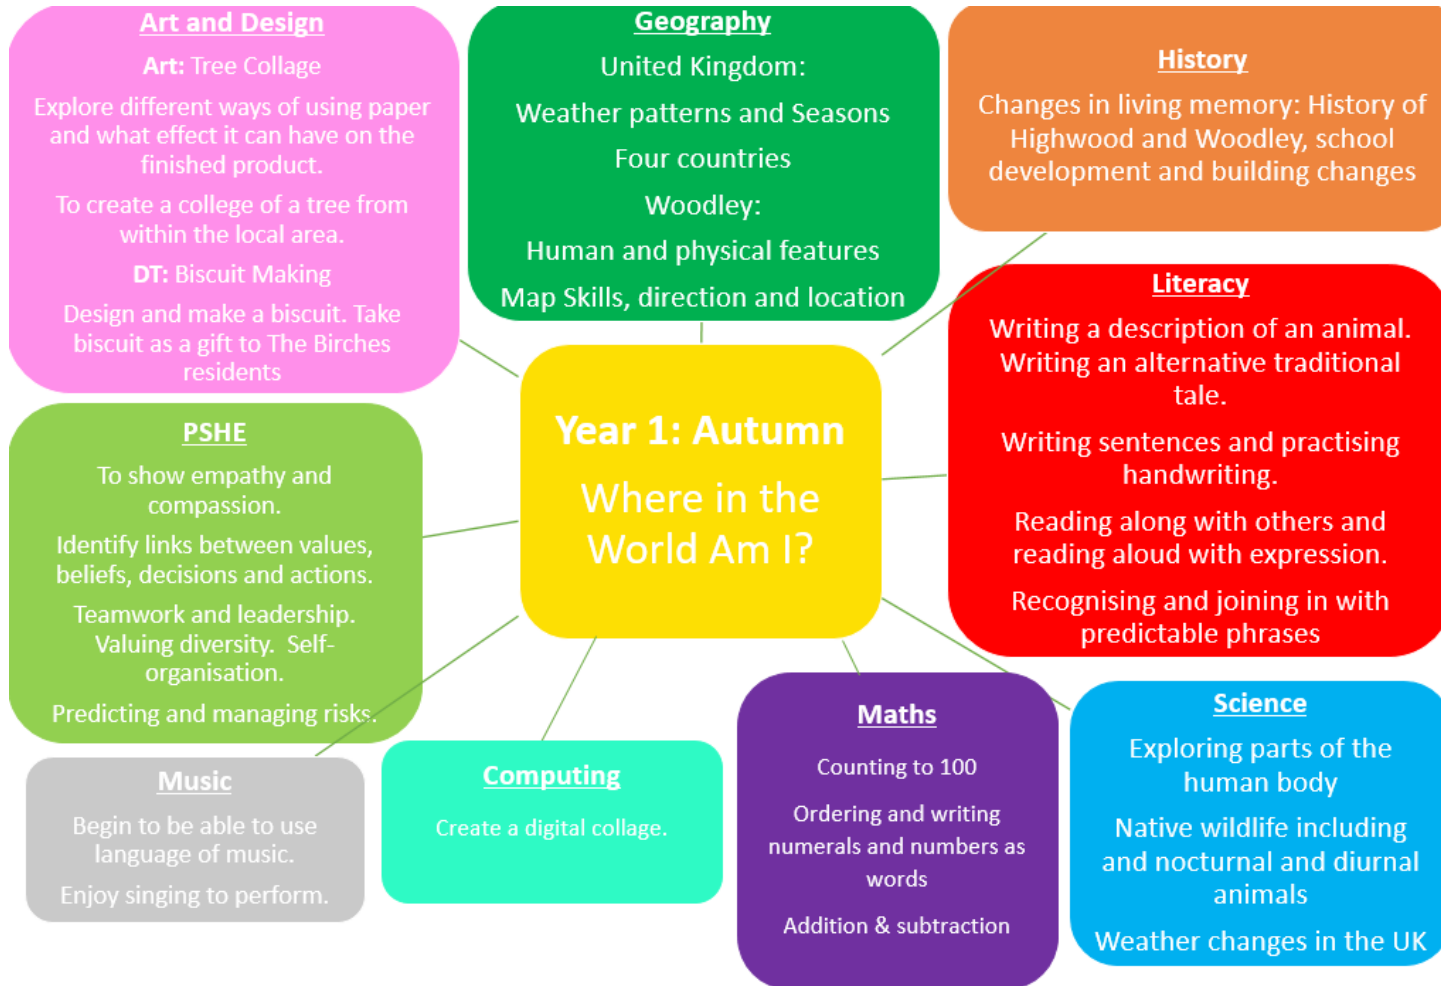 Art and Design
Art: Tree Collage
Explore different ways of using paper
and what effect it can have on the
finished product.
To create a college of a tree from
within the local area.
DT: Biscuit Making
Design and make a biscuit. Take
biscuit as a gift to The Birches
residents
Geography
United Kingdom:
Weather patterns and Seasons
Four countries
Woodley:
Human and physical features
Map Skills, direction and location
History
Changes in living memory: History of
Highwood and Woodley, school
development and building changes
Literacy
Writing a description of an animal.
Writing an alternative traditional
tale.
Writing sentences and practising
handwriting.
Reading along with others and
reading aloud with expression.
Recognising and joining in with
predictable phrases
Year 1: Autumn
Where in the
World Am I?
PSHE
To show empathy and
compassion.
Identify links between values,
beliefs, decisions and actions.
Teamwork and leadership.
Valuing diversity.  Self-
organisation.
Predicting and managing risks.
Music
Begin to be able to use
language of music.
Enjoy singing to perform.
Computing
Create a digital collage.
Maths
Counting to 100
Ordering and writing
numerals and numbers as
words
Addition & subtraction
Science
Exploring parts of the
human body
Native wildlife including
and nocturnal and diurnal
animals
Weather changes in the UK